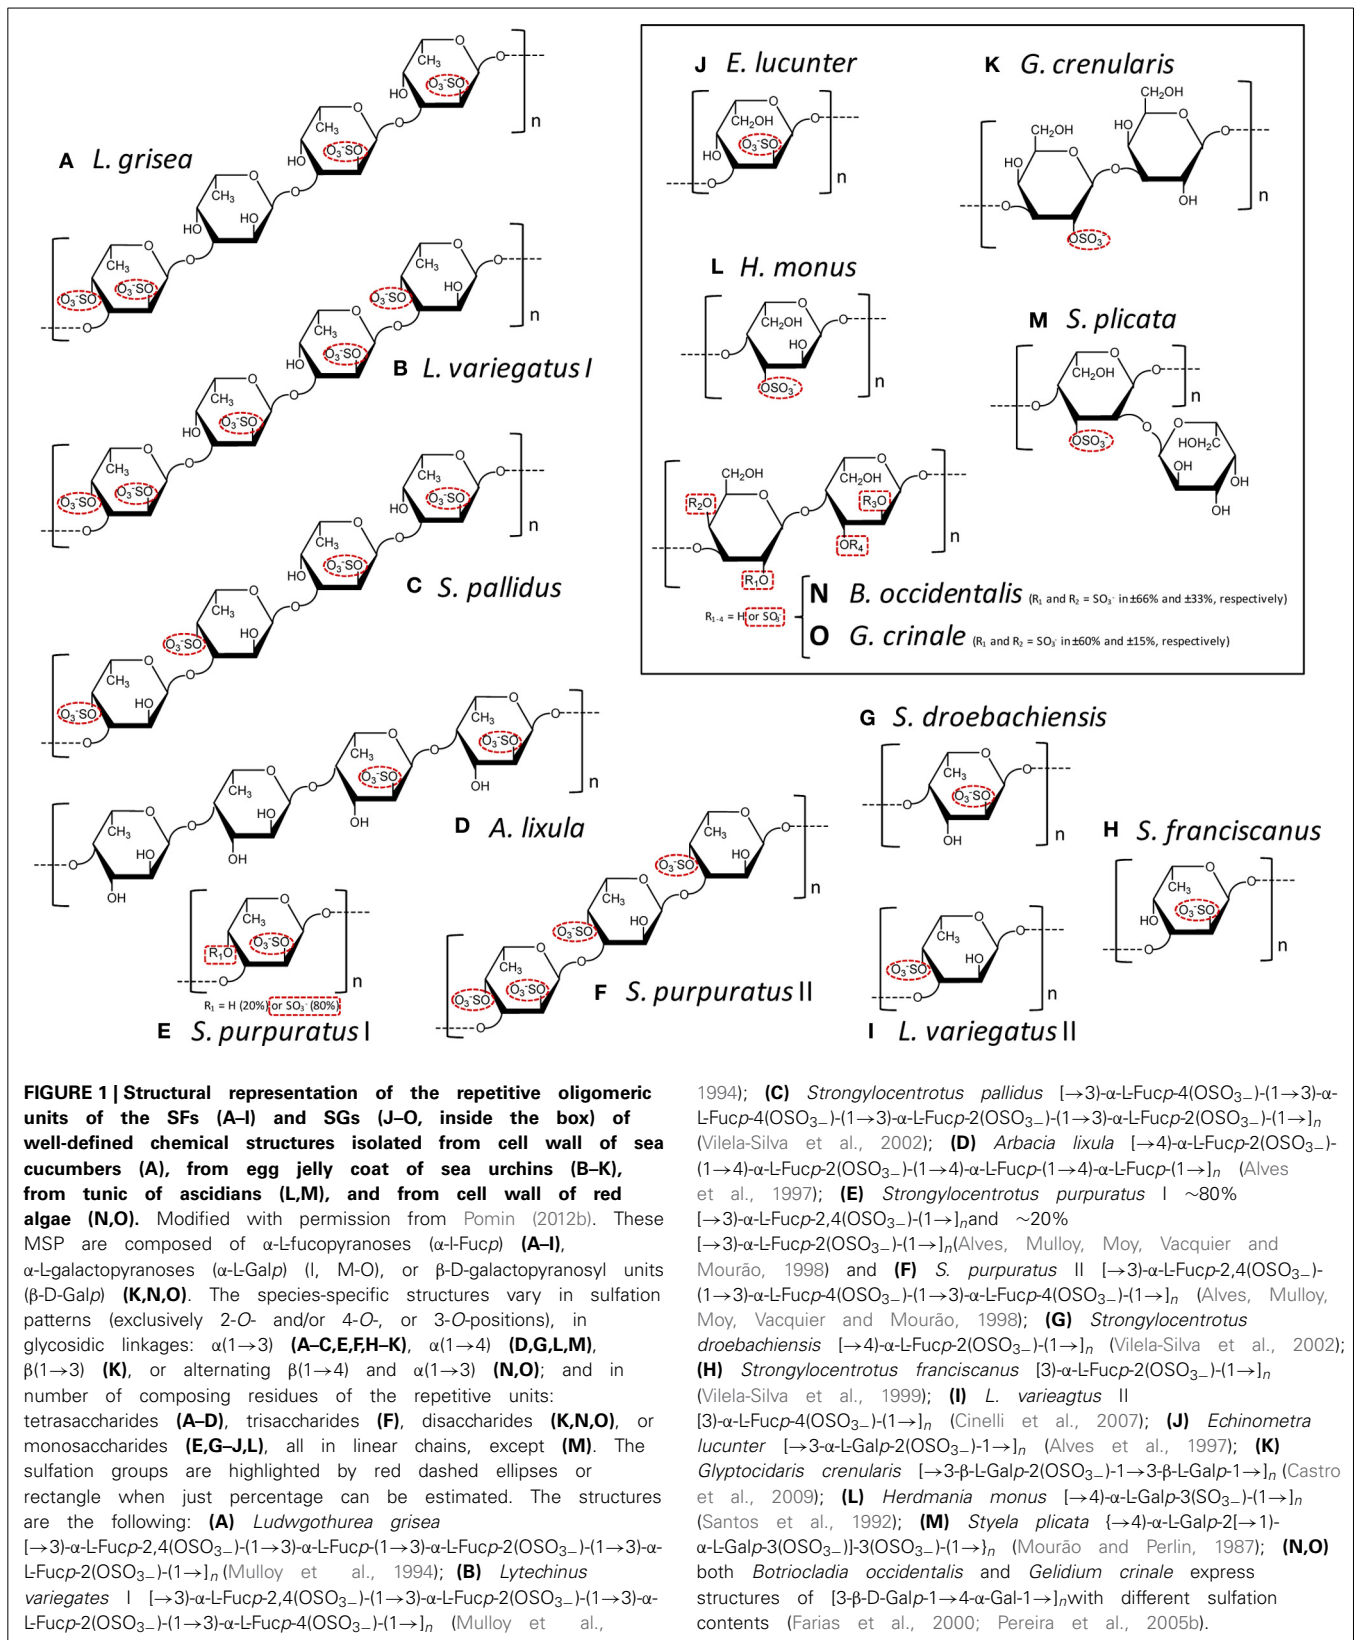 A L. grisea
B L. variegatus I
C S. pallidus
D A. lixula
E S. purpuratus I
R₁ = H (20%) or SO₃⁻ (80%)
F S. purpuratus II
J E. lucunter
K G. crenularis
L H. monus
M S. plicata
R₁₋₄ = H or SO₃⁻
N B. occidentalis (R₁ and R₂ = SO₃⁻ in ±66% and ±33%, respectively)
O G. crinale (R₁ and R₂ = SO₃⁻ in ±60% and ±15%, respectively)
G S. droebachiensis
H S. franciscanus
I L. variegatus II
FIGURE 1 | Structural representation of the repetitive oligomeric
units of the SFs (A–I) and SGs (J–O, inside the box) of
well-defined chemical structures isolated from cell wall of sea
cucumbers (A), from egg jelly coat of sea urchins (B–K),
from tunic of ascidians (L,M), and from cell wall of red
algae (N,O). Modified with permission from Pomin (2012b). These
MSP are composed of α-L-fucopyranoses (α-l-Fucp) (A–I),
α-L-galactopyranoses (α-L-Galp) (I, M-O), or β-D-galactopyranosyl units
(β-D-Galp) (K,N,O). The species-specific structures vary in sulfation
patterns (exclusively 2-O- and/or 4-O-, or 3-O-positions), in
glycosidic linkages: α(1→3) (A–C,E,F,H–K), α(1→4) (D,G,L,M),
β(1→3) (K), or alternating β(1→4) and α(1→3) (N,O); and in
number of composing residues of the repetitive units:
tetrasaccharides (A–D), trisaccharides (F), disaccharides (K,N,O), or
monosaccharides (E,G–J,L), all in linear chains, except (M). The
sulfation groups are highlighted by red dashed ellipses or
rectangle when just percentage can be estimated. The structures
are the following: (A) Ludwgothurea grisea
[→3)-α-L-Fucp-2,4(OSO₃₋)-(1→3)-α-L-Fucp-(1→3)-α-L-Fucp-2(OSO₃₋)-(1→3)-α-
L-Fucp-2(OSO₃₋)-(1→]n (Mulloy et al., 1994); (B) Lytechinus
variegates I [→3)-α-L-Fucp-2,4(OSO₃₋)-(1→3)-α-L-Fucp-2(OSO₃₋)-(1→3)-α-
L-Fucp-2(OSO₃₋)-(1→3)-α-L-Fucp-4(OSO₃₋)-(1→]n (Mulloy et al.,
1994); (C) Strongylocentrotus pallidus [→3)-α-L-Fucp-4(OSO₃₋)-(1→3)-α-
L-Fucp-4(OSO₃₋)-(1→3)-α-L-Fucp-2(OSO₃₋)-(1→3)-α-L-Fucp-2(OSO₃₋)-(1→]n
(Vilela-Silva et al., 2002); (D) Arbacia lixula [→4)-α-L-Fucp-2(OSO₃₋)-
(1→4)-α-L-Fucp-2(OSO₃₋)-(1→4)-α-L-Fucp-(1→4)-α-L-Fucp-(1→]n (Alves
et al., 1997); (E) Strongylocentrotus purpuratus I ~80%
[→3)-α-L-Fucp-2,4(OSO₃₋)-(1→]nand ~20%
[→3)-α-L-Fucp-2(OSO₃₋)-(1→]n(Alves, Mulloy, Moy, Vacquier and
Mourão, 1998) and (F) S. purpuratus II [→3)-α-L-Fucp-2,4(OSO₃₋)-
(1→3)-α-L-Fucp-4(OSO₃₋)-(1→3)-α-L-Fucp-4(OSO₃₋)-(1→]n (Alves, Mulloy,
Moy, Vacquier and Mourão, 1998); (G) Strongylocentrotus
droebachiensis [→4)-α-L-Fucp-2(OSO₃₋)-(1→]n (Vilela-Silva et al., 2002);
(H) Strongylocentrotus franciscanus [3)-α-L-Fucp-2(OSO₃₋)-(1→]n
(Vilela-Silva et al., 1999); (I) L. varieagtus II
[3)-α-L-Fucp-4(OSO₃₋)-(1→]n (Cinelli et al., 2007); (J) Echinometra
lucunter [→3-α-L-Galp-2(OSO₃₋)-1→]n (Alves et al., 1997); (K)
Glyptocidaris crenularis [→3-β-L-Galp-2(OSO₃₋)-1→3-β-L-Galp-1→]n (Castro
et al., 2009); (L) Herdmania monus [→4)-α-L-Galp-3(SO₃₋)-(1→]n
(Santos et al., 1992); (M) Styela plicata {→4)-α-L-Galp-2[→1)-
α-L-Galp-3(OSO₃₋)]-3(OSO₃₋)-(1→}n (Mourão and Perlin, 1987); (N,O)
both Botriocladia occidentalis and Gelidium crinale express
structures of [3-β-D-Galp-1→4-α-Gal-1→]nwith different sulfation
contents (Farias et al., 2000; Pereira et al., 2005b).